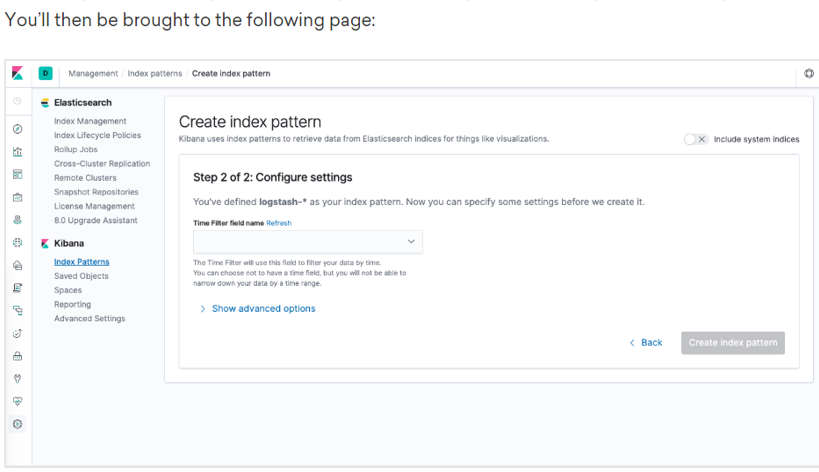 You'll then be brought to the following page:
D Management Index patterns Create index pattern
Elasticsearch
Index Management
Index Lifecycle Policies
Rollup Jobs
Cross-Cluster Replication
Remote Clusters
Snapshot Repositories
License Management
8.0 Upgrade Assistant
Kibana
Index Patterns
Saved Objects
Spaces
Reporting
Advanced Settings
Create index pattern
Kibana uses index patterns to retrieve data from Elasticsearch indices for things like visualizations.
Include system indices
Step 2 of 2: Configure settings
You've defined logstash-* as your index pattern. Now you can specify some settings before we create it.
Time Filter field name Refresh
The Time Filter will use this field to filter your data by time.
You can choose not to have a time field, but you will not be able to
narrow down your data by a time range.
Show advanced options
Back
Create index pattern